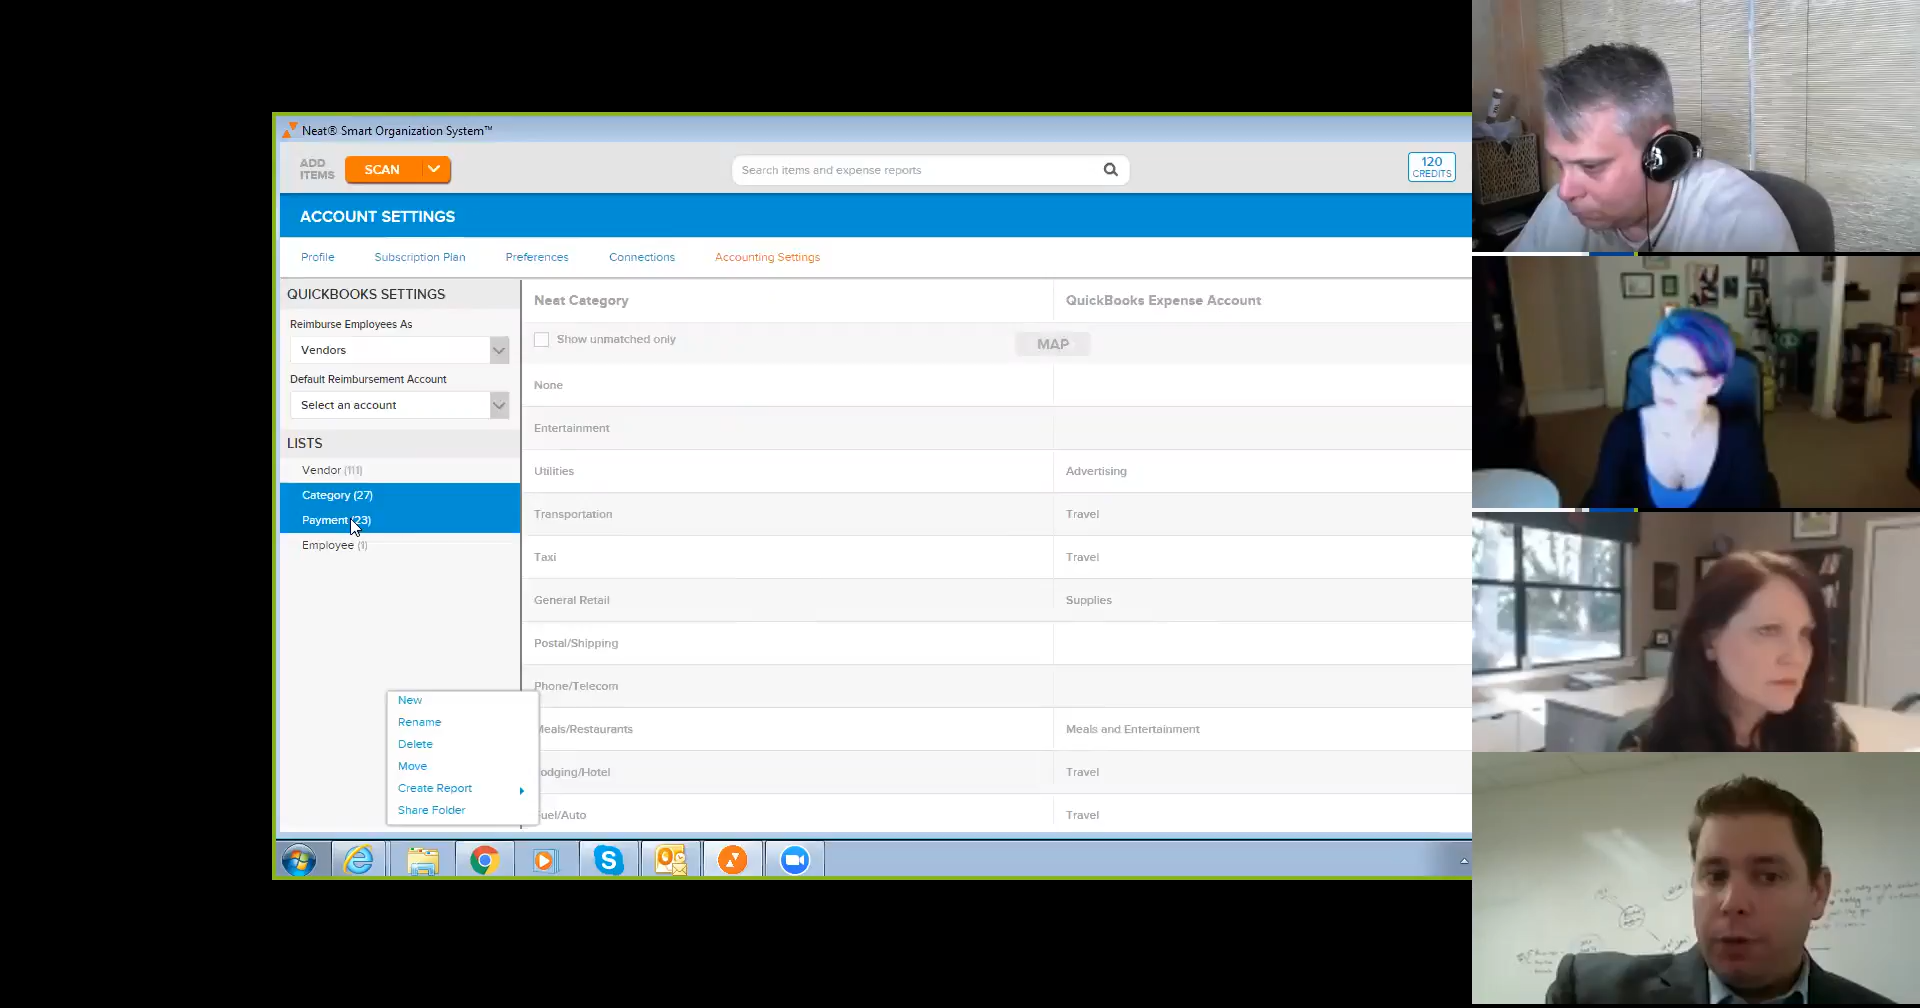 Neat® Smart Organization System™
ADD
ITEMS
SCAN
Search items and expense reports
120
CREDITS
ACCOUNT SETTINGS
Profile
Subscription Plan
Preferences
Connections
Accounting Settings
QUICKBOOKS SETTINGS
Reimburse Employees As
Vendors
Default Reimbursement Account
Select an account
LISTS
Vendor (111)
Category (27)
Payment (23)
Employee (1)
Neat Category
QuickBooks Expense Account
Show unmatched only
MAP
None
Entertainment
Utilities
Advertising
Transportation
Travel
Taxi
Travel
General Retail
Supplies
Postal/Shipping
Phone/Telecom
Meals/Restaurants
Meals and Entertainment
Lodging/Hotel
Travel
Fuel/Auto
Travel
New
Rename
Delete
Move
Create Report
Share Folder